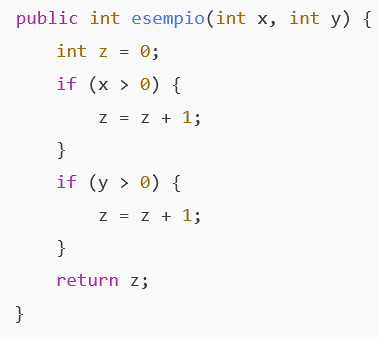 public int esempio(int x, int y) {
    int z = 0;
    if (x > 0) {
        z = z + 1;
    }
    if (y > 0) {
        z = z + 1;
    }
    return z;
}